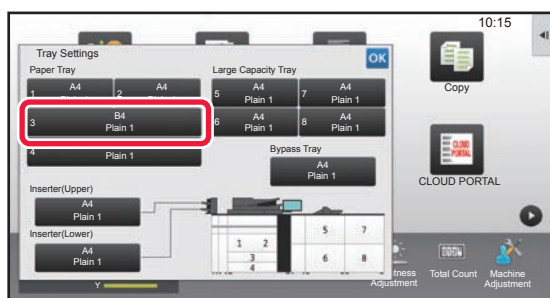 10:15
Tray Settings
OK
Paper Tray
Large Capacity Tray
1 A4
2 A4
5 A4
Plain 1
7 A4
Plain 1
3 B4
Plain 1
6 A4
Plain 1
8 A4
Plain 1
4 Plain 1
Bypass Tray
A4
Plain 1
Inserter(Upper)
A4
Plain 1
Inserter(Lower)
A4
Plain 1
1 2
3
4
5 7
6 8
Copy
CLOUD
PORTAL
CLOUD PORTAL
Y
tness
Adjustment
Total Count
Machine
Adjustment